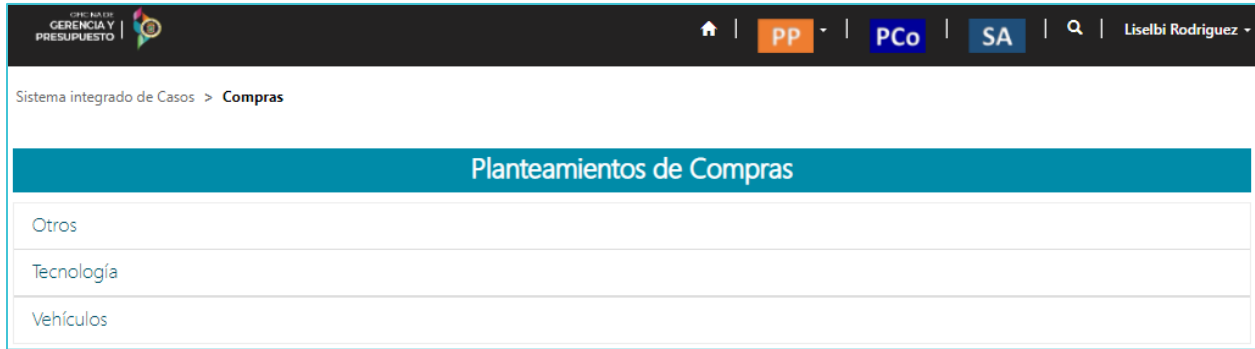 OFICINA DE
GERENCIA Y
PRESUPUESTO
PP
PCo
SA
Liselbi Rodriguez
Sistema integrado de Casos > Compras
Planteamientos de Compras
Otros
Tecnología
Vehículos